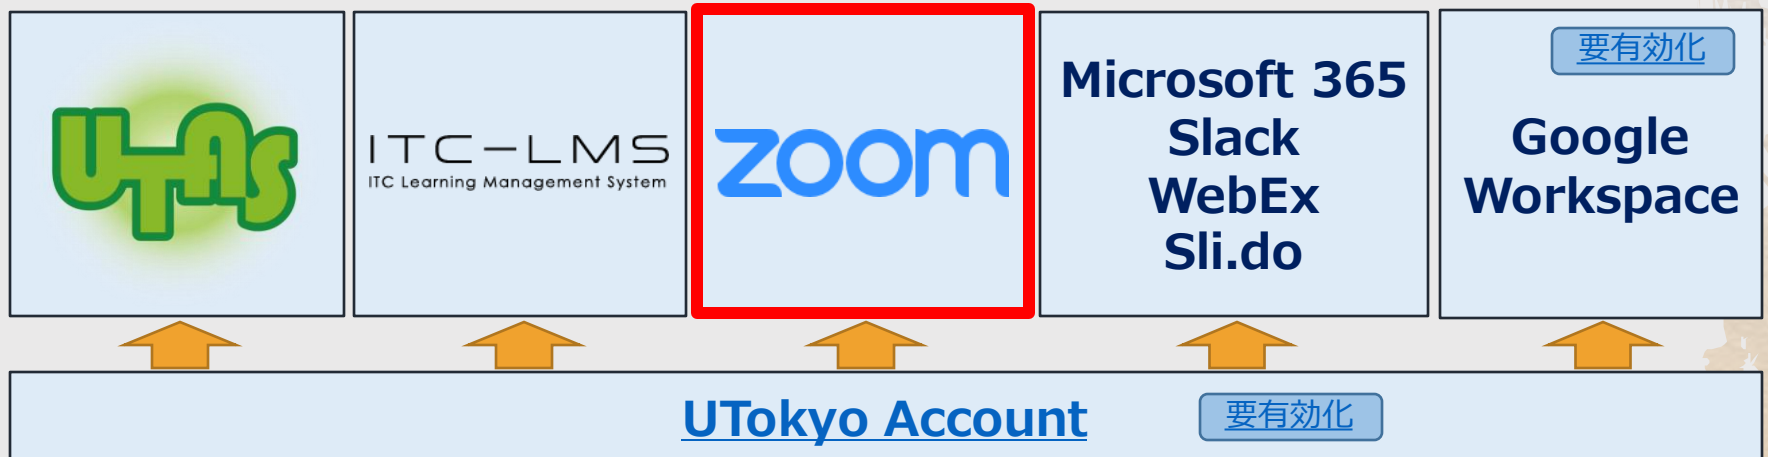 UTAS
ITC-LMS
ITC Learning Management System
zoom
Microsoft 365
Slack
WebEx
Sli.do
要有効化
Google
Workspace
UTokyo Account
要有効化